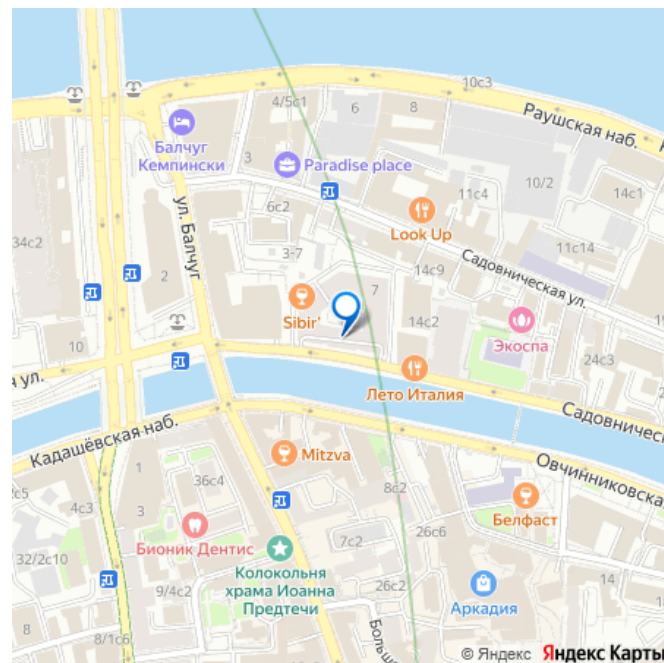 10с3
4/5с1
6
8
Раушская наб.
Балчуг
Кемпински
3
Paradise place
10/2
14с1
11с4
34с2
ул. Балчуг
6с2
Look Up
3-7
11с14
Садовническая ул.
14с9
2
7
Sibir'
14с2
Экоспа
10
24с3
я ул.
Лето Италия
Садовническ
Кадашёвская наб.
Mitzva
Овчинниковская
1
36с4
8с2
4с3
3
Белфаст
26с6
Бионик Дентис
7с2
32/2с10
Колокольня
храма Иоанна
Предтечи
9/4с2
26с2
Аркадия
14
8/1с6
Больш
© Яндекс Яндекс Карты